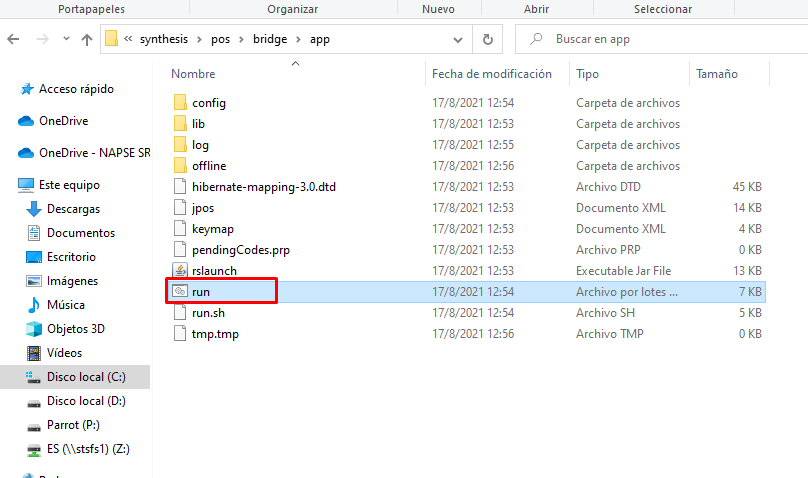 Portapapeles Organizar Nuevo Abrir Seleccionar
« synthesis › pos › bridge › app Buscar en app
Nombre Fecha de modificación Tipo Tamaño
Acceso rápido
OneDrive
OneDrive - NAPSE SR
Este equipo
Descargas
Documentos
Escritorio
Imágenes
Música
Objetos 3D
Vídeos
Disco local (C:)
Disco local (D:)
Parrot (P:)
ES (\\stsfs1) (Z:)
config 17/8/2021 12:54 Carpeta de archivos
lib 17/8/2021 12:53 Carpeta de archivos
log 17/8/2021 12:55 Carpeta de archivos
offline 17/8/2021 12:56 Carpeta de archivos
hibernate-mapping-3.0.dtd 17/8/2021 12:53 Archivo DTD 45 KB
jpos 17/8/2021 12:53 Documento XML 14 KB
keymap 17/8/2021 12:53 Documento XML 4 KB
pendingCodes.prp 17/8/2021 12:53 Archivo PRP 0 KB
rslaunch 17/8/2021 12:53 Executable Jar File 13 KB
run 17/8/2021 12:54 Archivo por lotes ... 7 KB
run.sh 17/8/2021 12:54 Archivo SH 5 KB
tmp.tmp 17/8/2021 12:56 Archivo TMP 0 KB